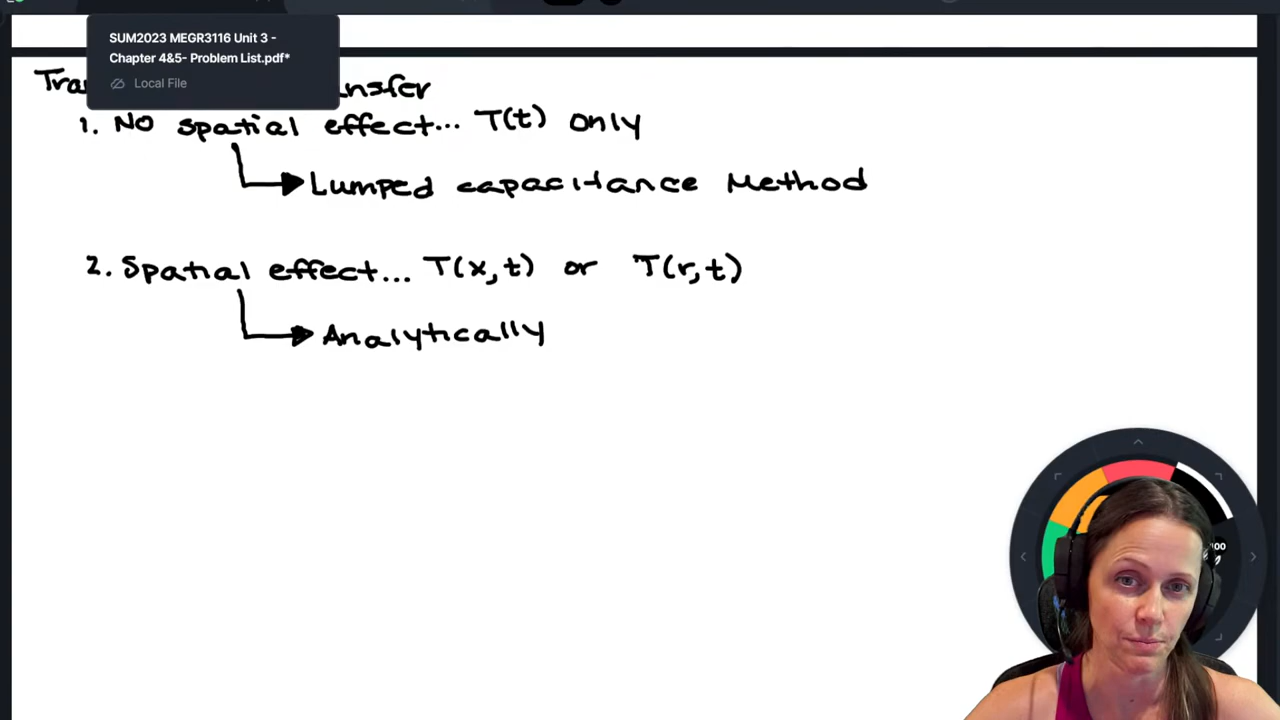 SUM2023 MEGR3116 Unit 3 -
Chapter 4&5- Problem List.pdf*
Local File
1. No spatial effect... T(t) only
Lumped capacitance Method
2. Spatial effect... T(x,t) or T(r,t)
Analytically